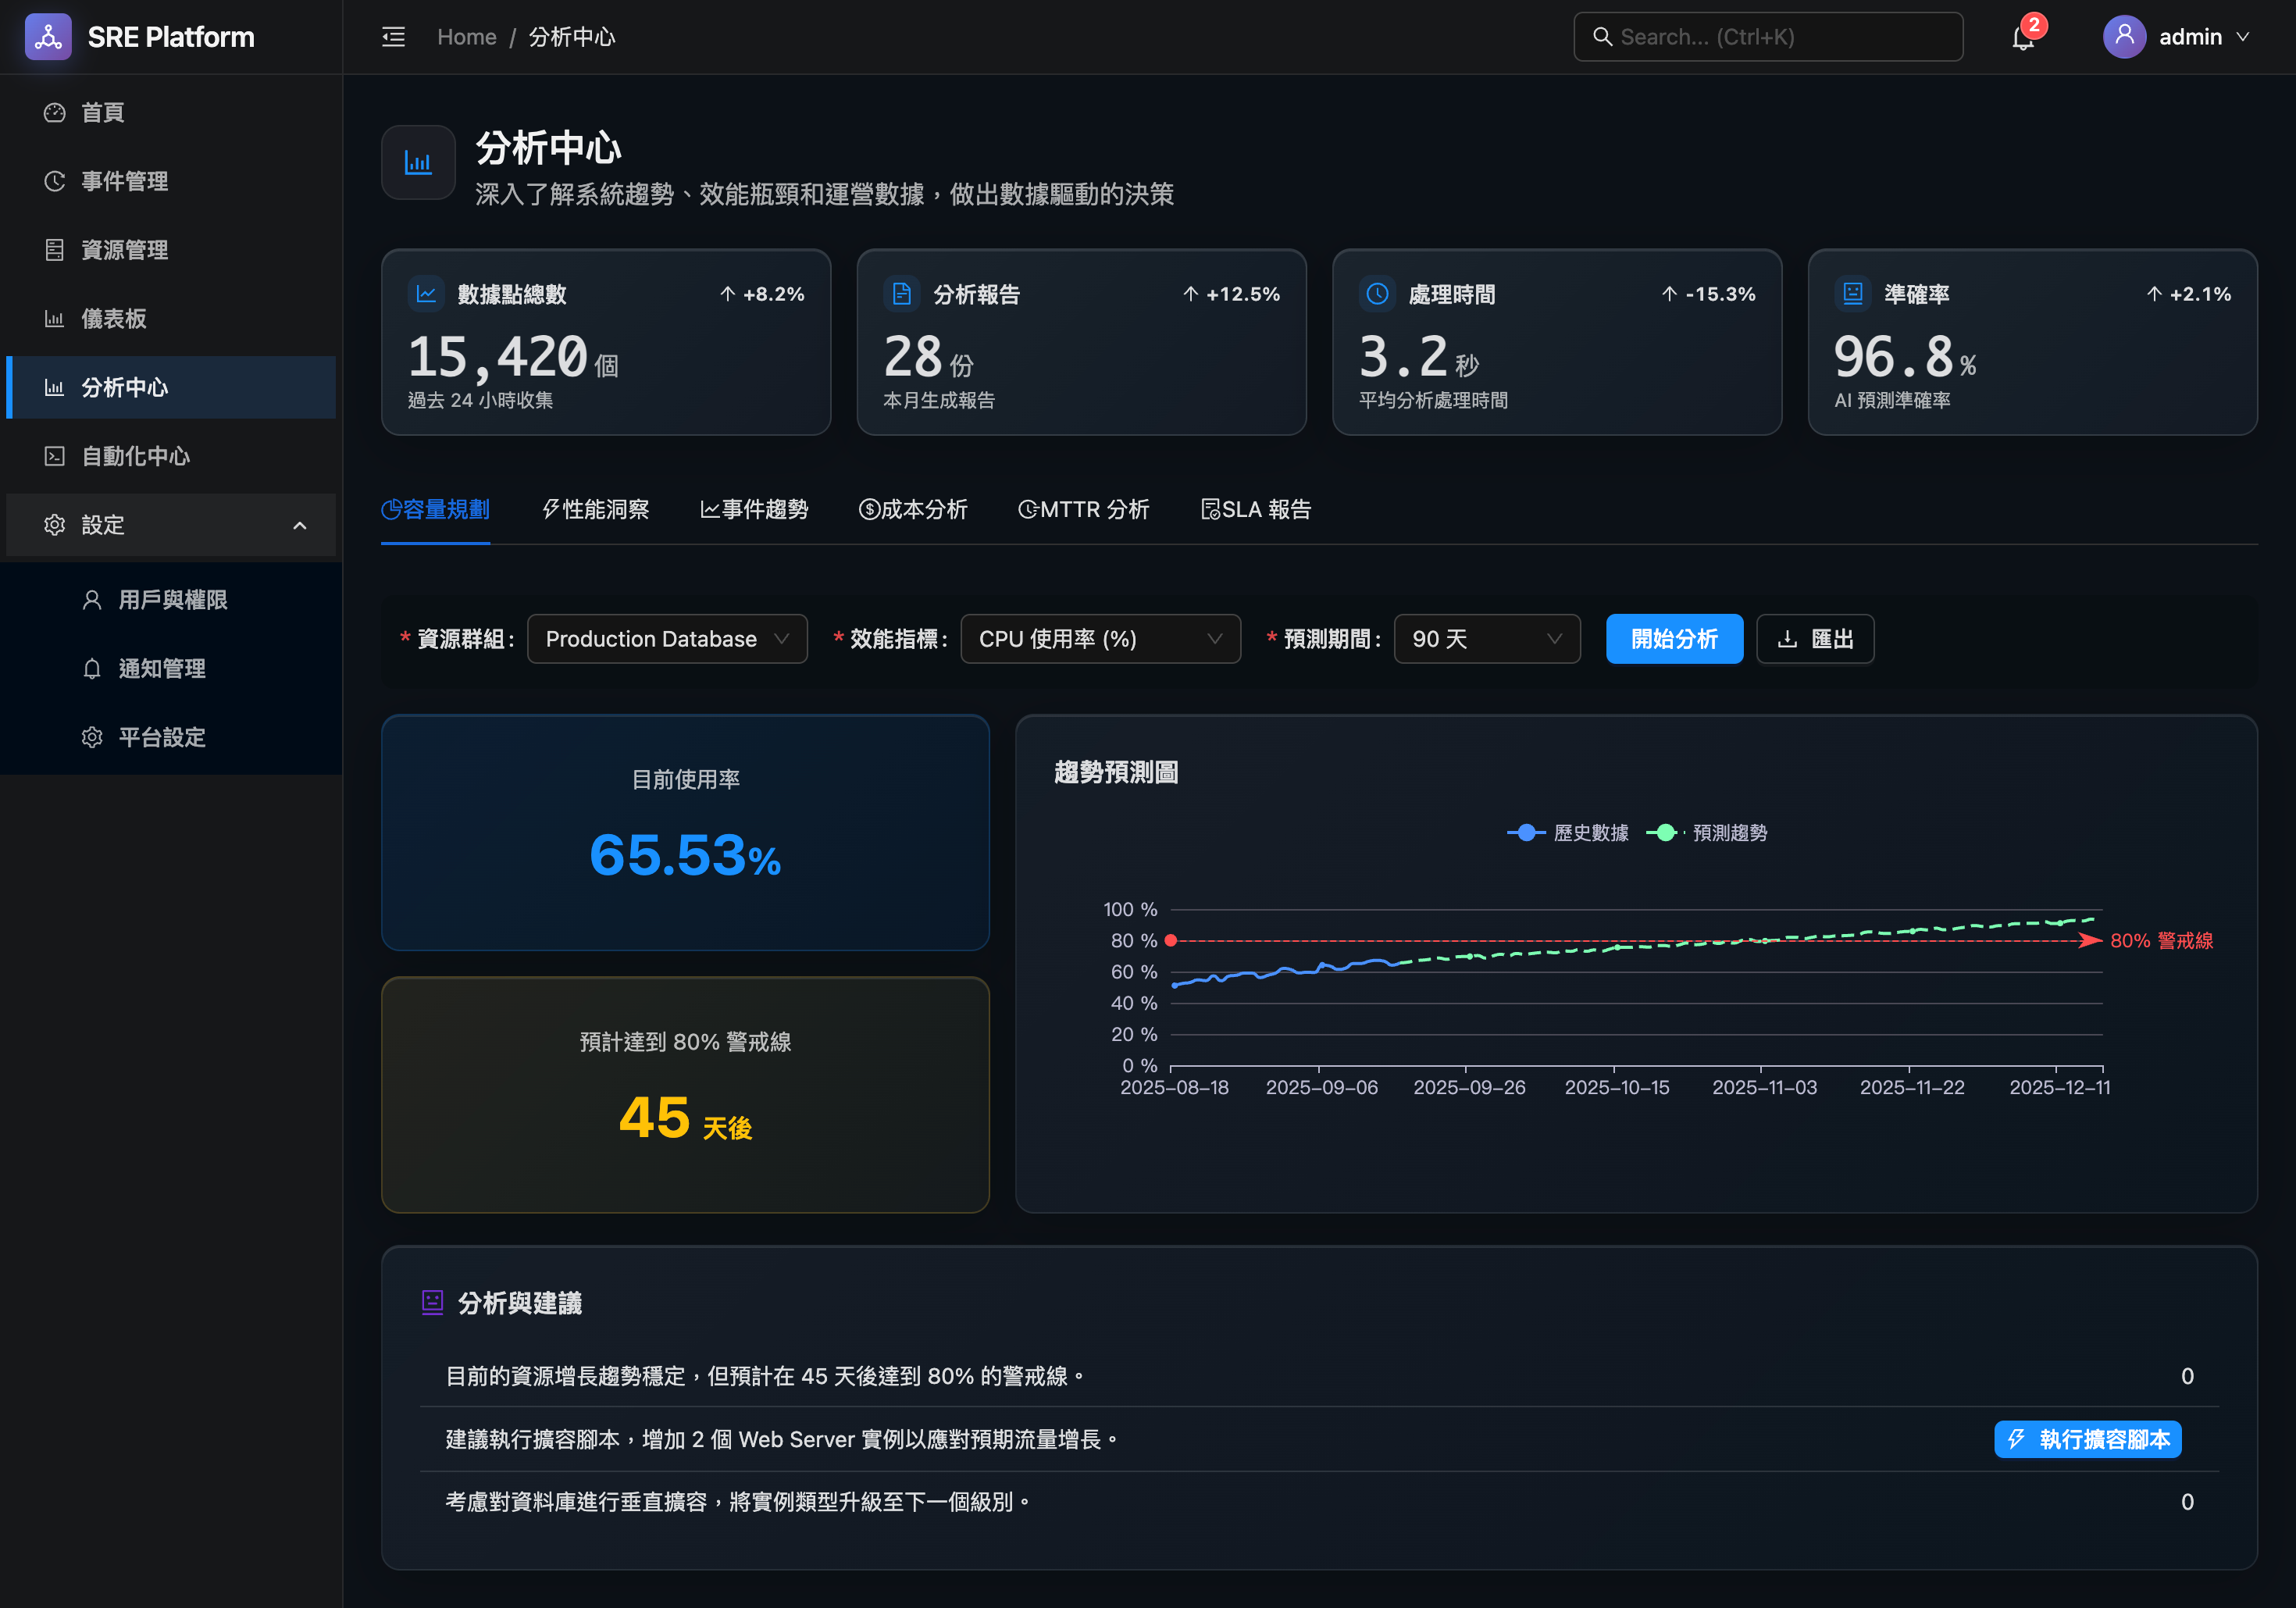 SRE Platform
Home / 分析中心
Search... (Ctrl+K)
2
admin
首頁
事件管理
資源管理
儀表板
分析中心
自動化中心
設定
用戶與權限
通知管理
平台設定
分析中心
深入了解系統趨勢、效能瓶頸和運營數據，做出數據驅動的決策
數據點總數 +8.2%
15,420 個
過去 24 小時收集
分析報告 +12.5%
28 份
本月生成報告
處理時間 -15.3%
3.2 秒
平均分析處理時間
準確率 +2.1%
96.8 %
AI 預測準確率
容量規劃 性能洞察 事件趨勢 成本分析 MTTR 分析 SLA 報告
* 資源群組: Production Database * 效能指標: CPU 使用率 (%) * 預測期間: 90 天 開始分析 匯出
目前使用率
65.53%
預計達到 80% 警戒線
45 天後
趨勢預測圖
歷史數據 預測趨勢
100 %
80 %
60 %
40 %
20 %
0 %
80% 警戒線
2025-08-18 2025-09-06 2025-09-26 2025-10-15 2025-11-03 2025-11-22 2025-12-11
分析與建議
目前的資源增長趨勢穩定，但預計在 45 天後達到 80% 的警戒線。 0
建議執行擴容腳本，增加 2 個 Web Server 實例以應對預期流量增長。 執行擴容腳本
考慮對資料庫進行垂直擴容，將實例類型升級至下一個級別。 0